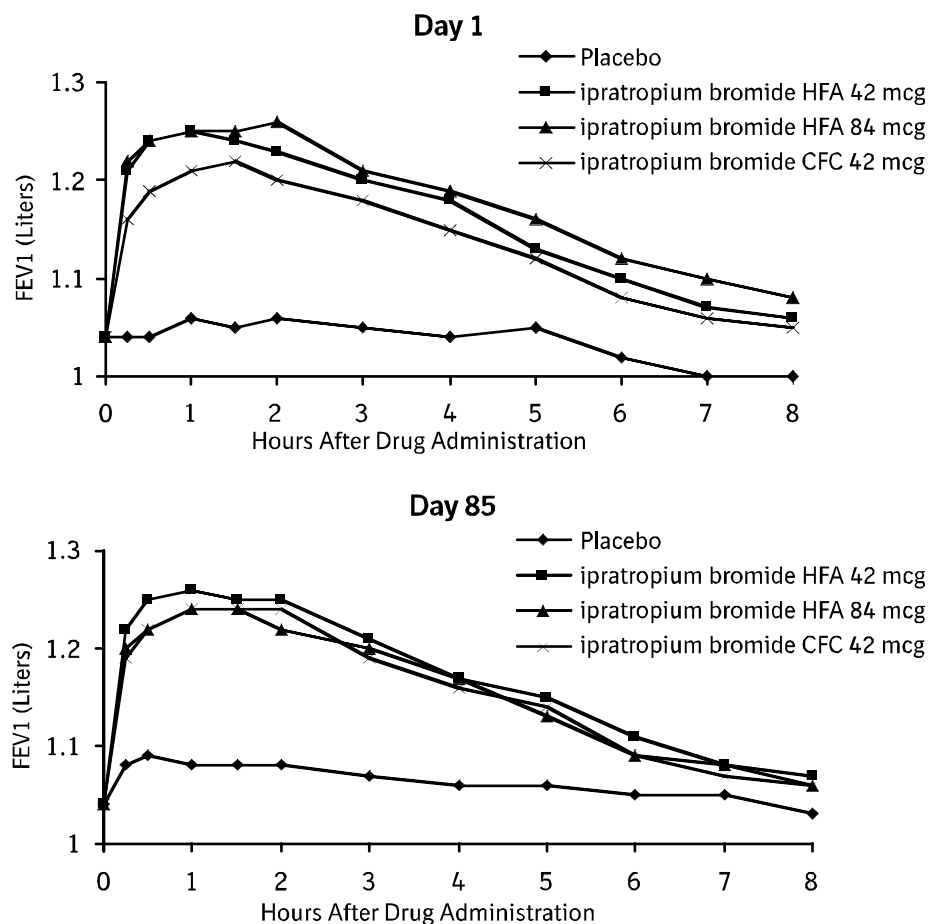 Day 1
Placebo
ipratropium bromide HFA 42 mcg
ipratropium bromide HFA 84 mcg
ipratropium bromide CFC 42 mcg
1.3
1.2
1.1
1
FEV1 (Liters)
0 1 2 3 4 5 6 7 8
Hours After Drug Administration
Day 85
Placebo
ipratropium bromide HFA 42 mcg
ipratropium bromide HFA 84 mcg
ipratropium bromide CFC 42 mcg
1.3
1.2
1.1
1
FEV1 (Liters)
0 1 2 3 4 5 6 7 8
Hours After Drug Administration